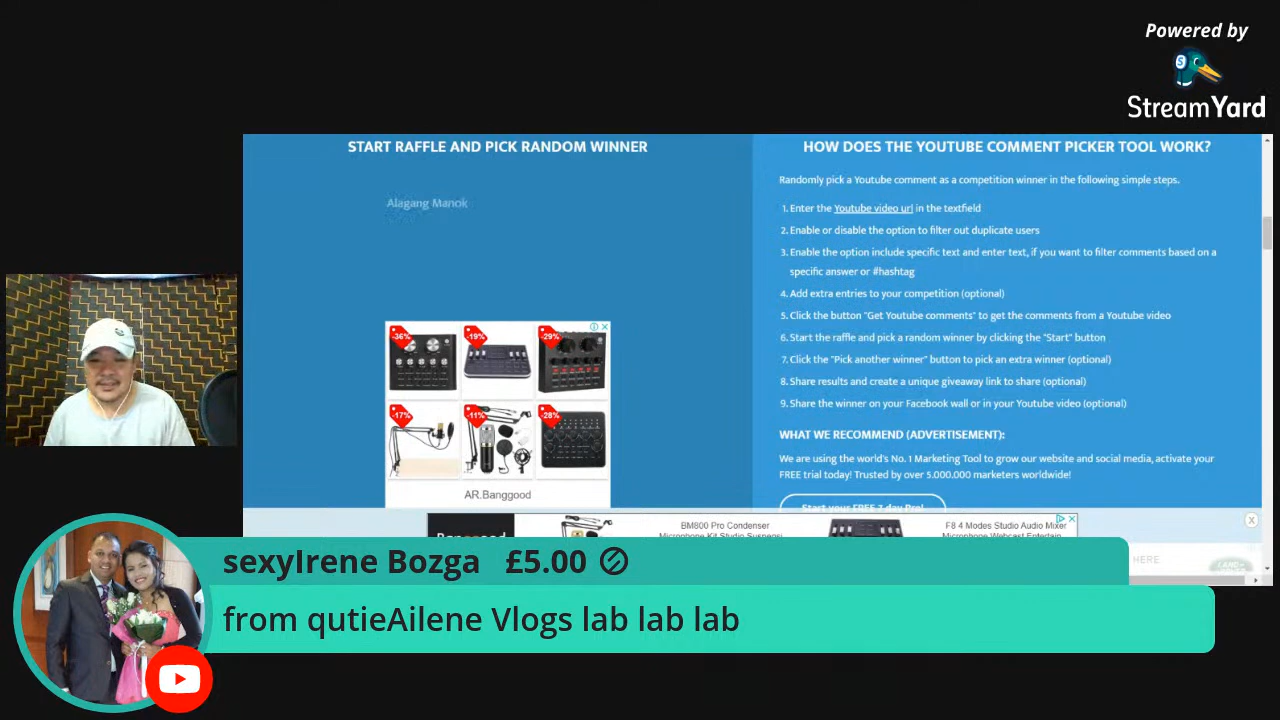 Powered by
StreamYard
START RAFFLE AND PICK RANDOM WINNER
Alagang Manok
-36%
-19%
-29%
-17%
-11%
-28%
AR.Banggood
HOW DOES THE YOUTUBE COMMENT PICKER TOOL WORK?
Randomly pick a Youtube comment as a competition winner in the following simple steps.
1. Enter the Youtube video url in the textfield
2. Enable or disable the option to filter out duplicate users
3. Enable the option include specific text and enter text, if you want to filter comments based on a
specific answer or #hashtag
4. Add extra entries to your competition (optional)
5. Click the button "Get Youtube comments" to get the comments from a Youtube video
6. Start the raffle and pick a random winner by clicking the "Start" button
7. Click the "Pick another winner" button to pick an extra winner (optional)
8. Share results and create a unique giveaway link to share (optional)
9. Share the winner on your Facebook wall or in your Youtube video (optional)
WHAT WE RECOMMEND (ADVERTISEMENT):
We are using the world's No. 1 Marketing Tool to grow our website and social media, activate your
FREE trial today! Trusted by over 5.000.000 marketers worldwide!
Start your FREE 7-day Pro!
Banggood
BM800 Pro Condenser
Microphone Kit Studio Suspensi
F8 4 Modes Studio Audio Mixer
Microphone Webcast Entertain
HERE
sexyIrene Bozga £5.00
from qutieAilene Vlogs lab lab lab